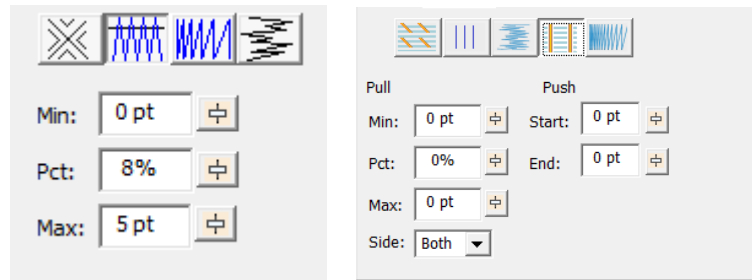 Min: 0 pt
Pct: 8%
Max: 5 pt
Pull Push
Min: 0 pt Start: 0 pt
Pct: 0% End: 0 pt
Max: 0 pt
Side: Both